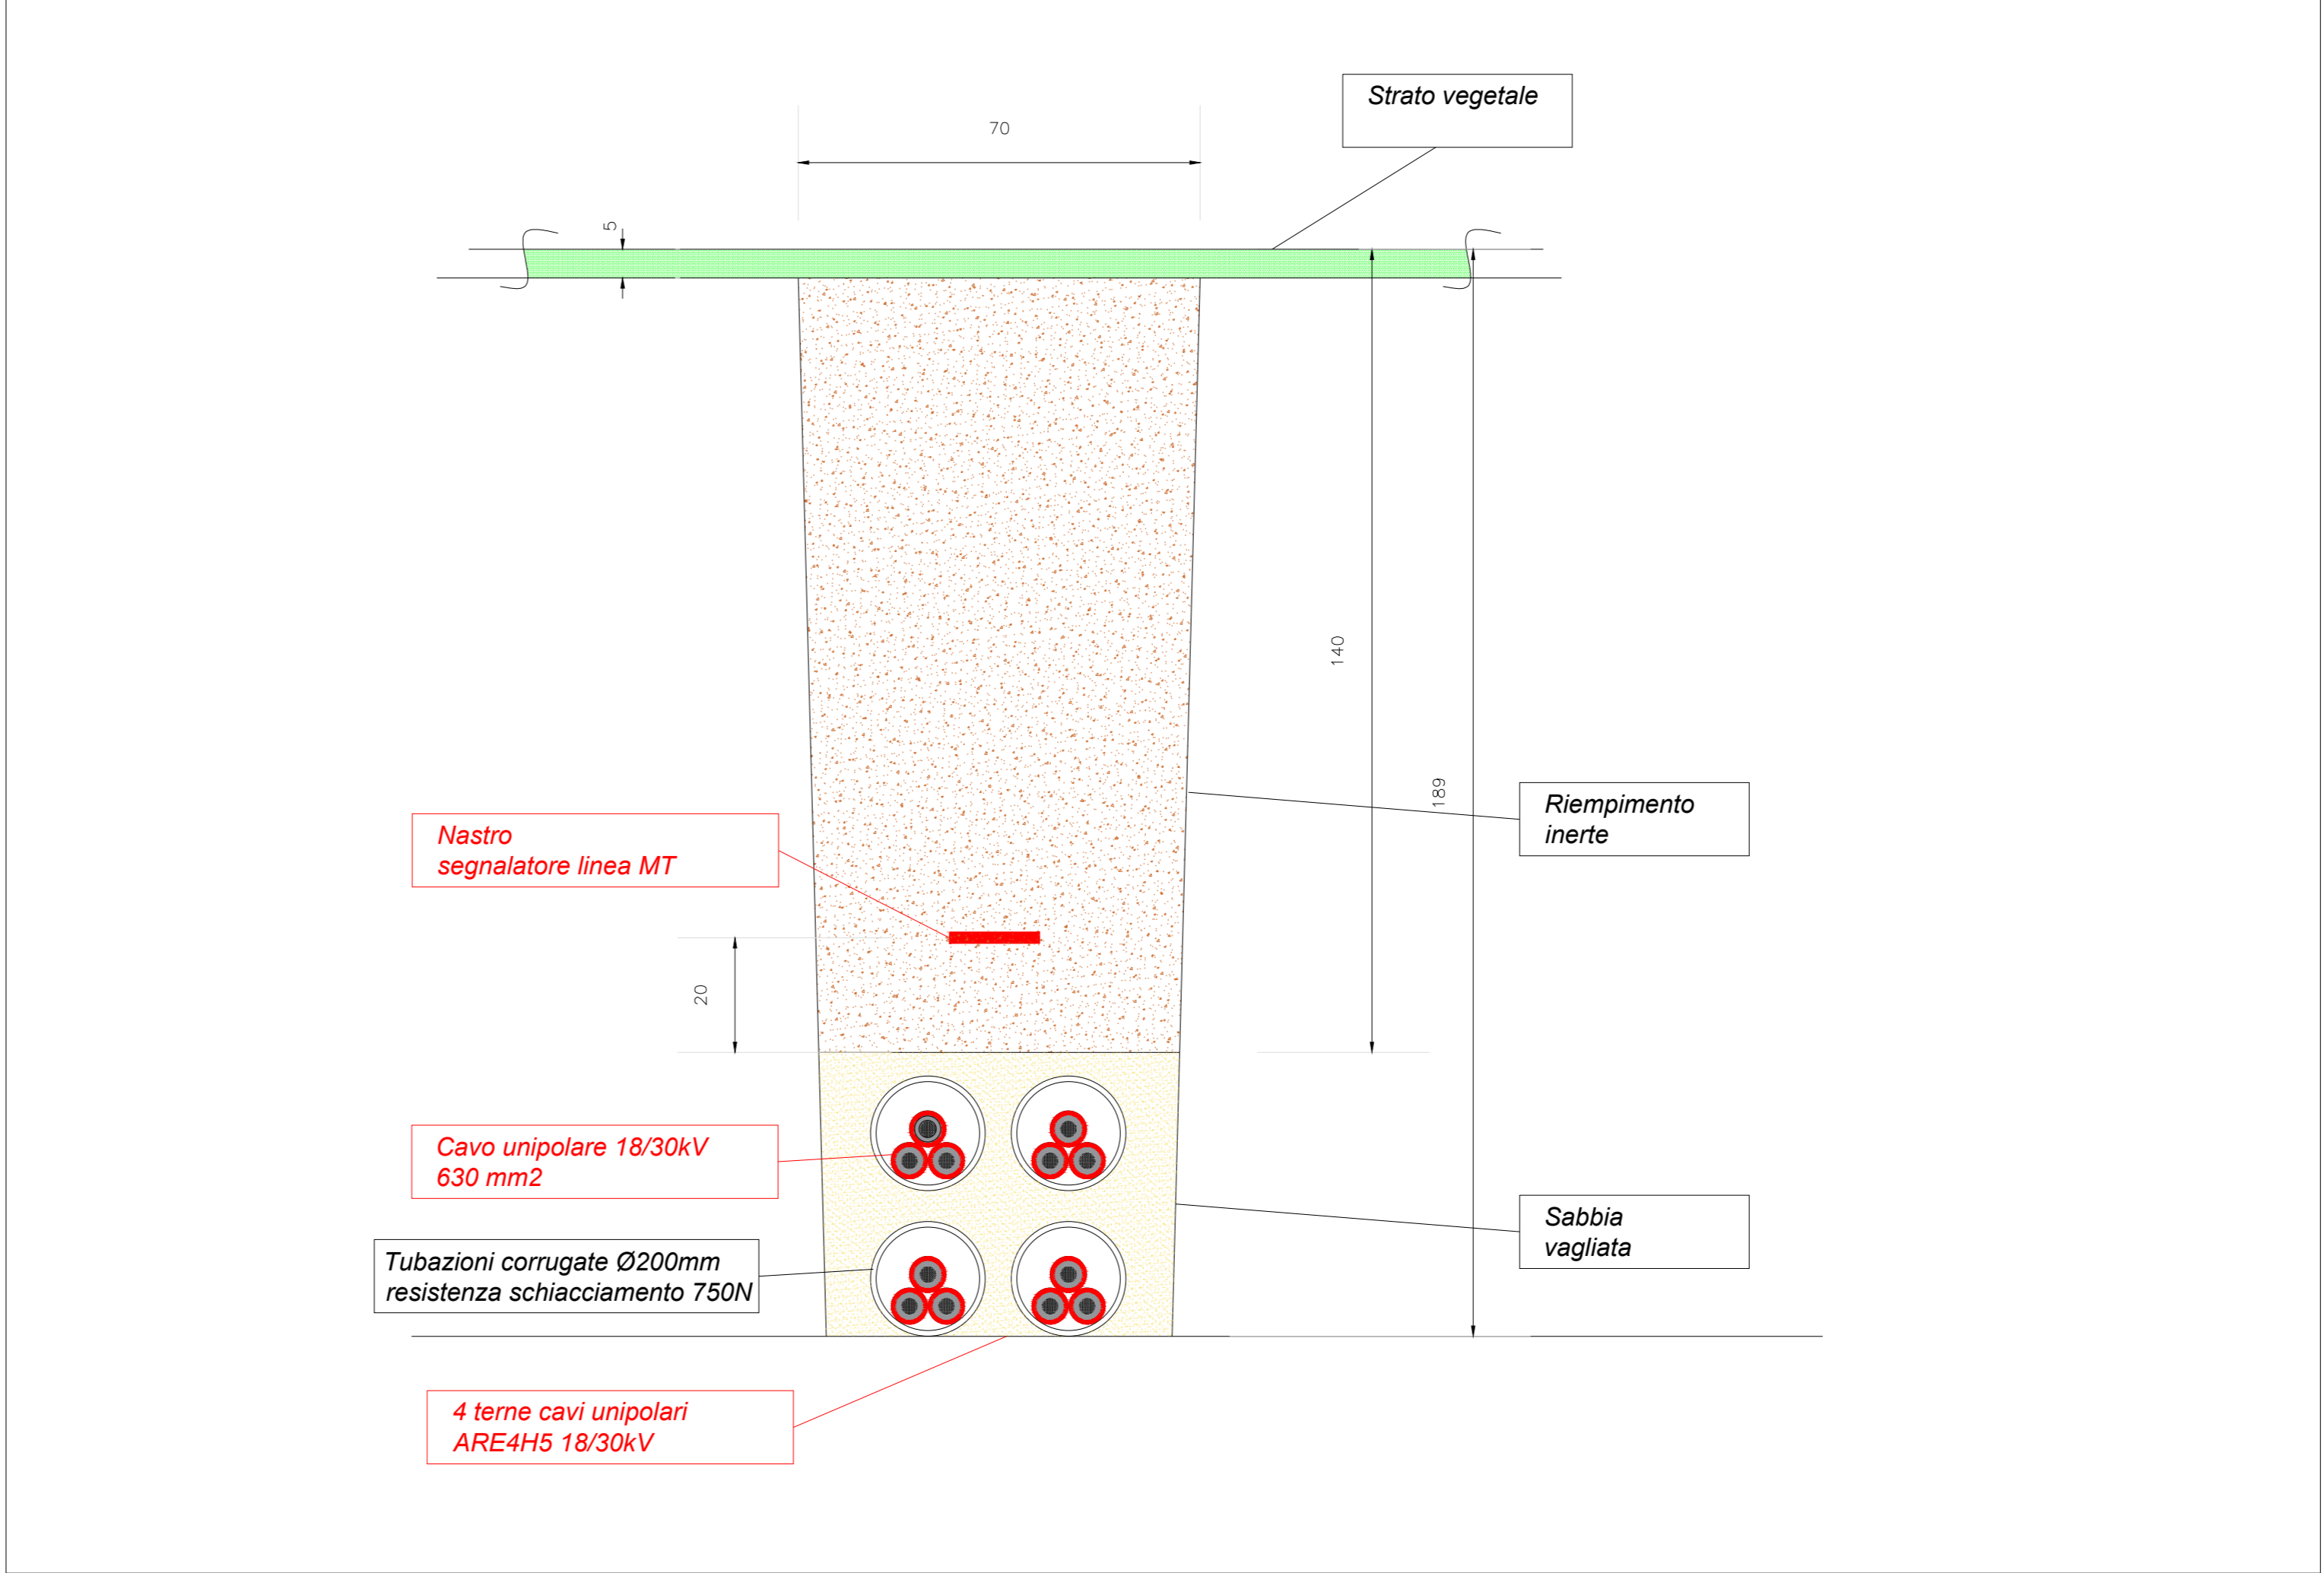 Strato vegetale
70
5
140
189
Riempimento
inerte
Nastro
segnalatore linea MT
20
Cavo unipolare 18/30kV
630 mm2
Sabbia
vagliata
Tubazioni corrugate Ø200mm
resistenza schiacciamento 750N
4 terne cavi unipolari
ARE4H5 18/30kV